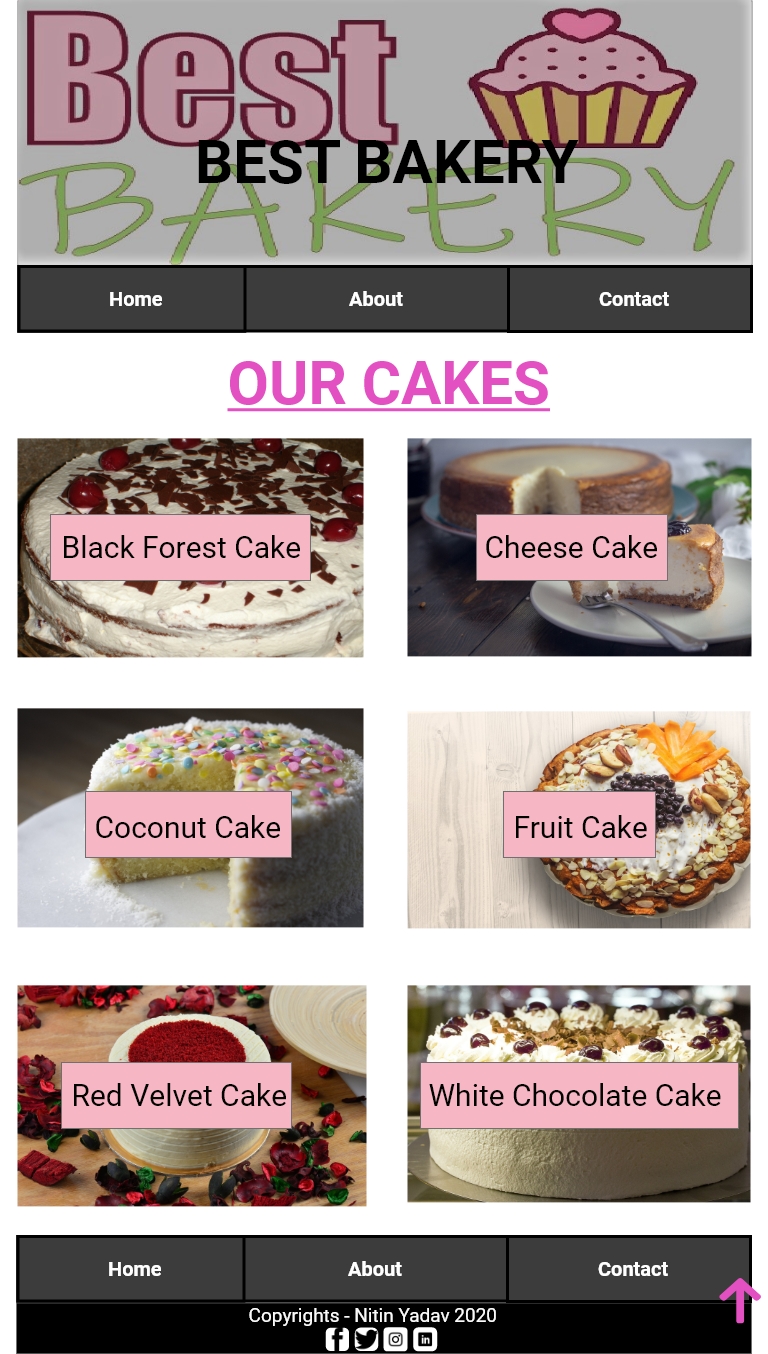 Best
BEST BAKERY
BAKERY
Home About Contact
OUR CAKES
Black Forest Cake Cheese Cake
Coconut Cake Fruit Cake
Red Velvet Cake White Chocolate Cake
Home About Contact
Copyrights - Nitin Yadav 2020